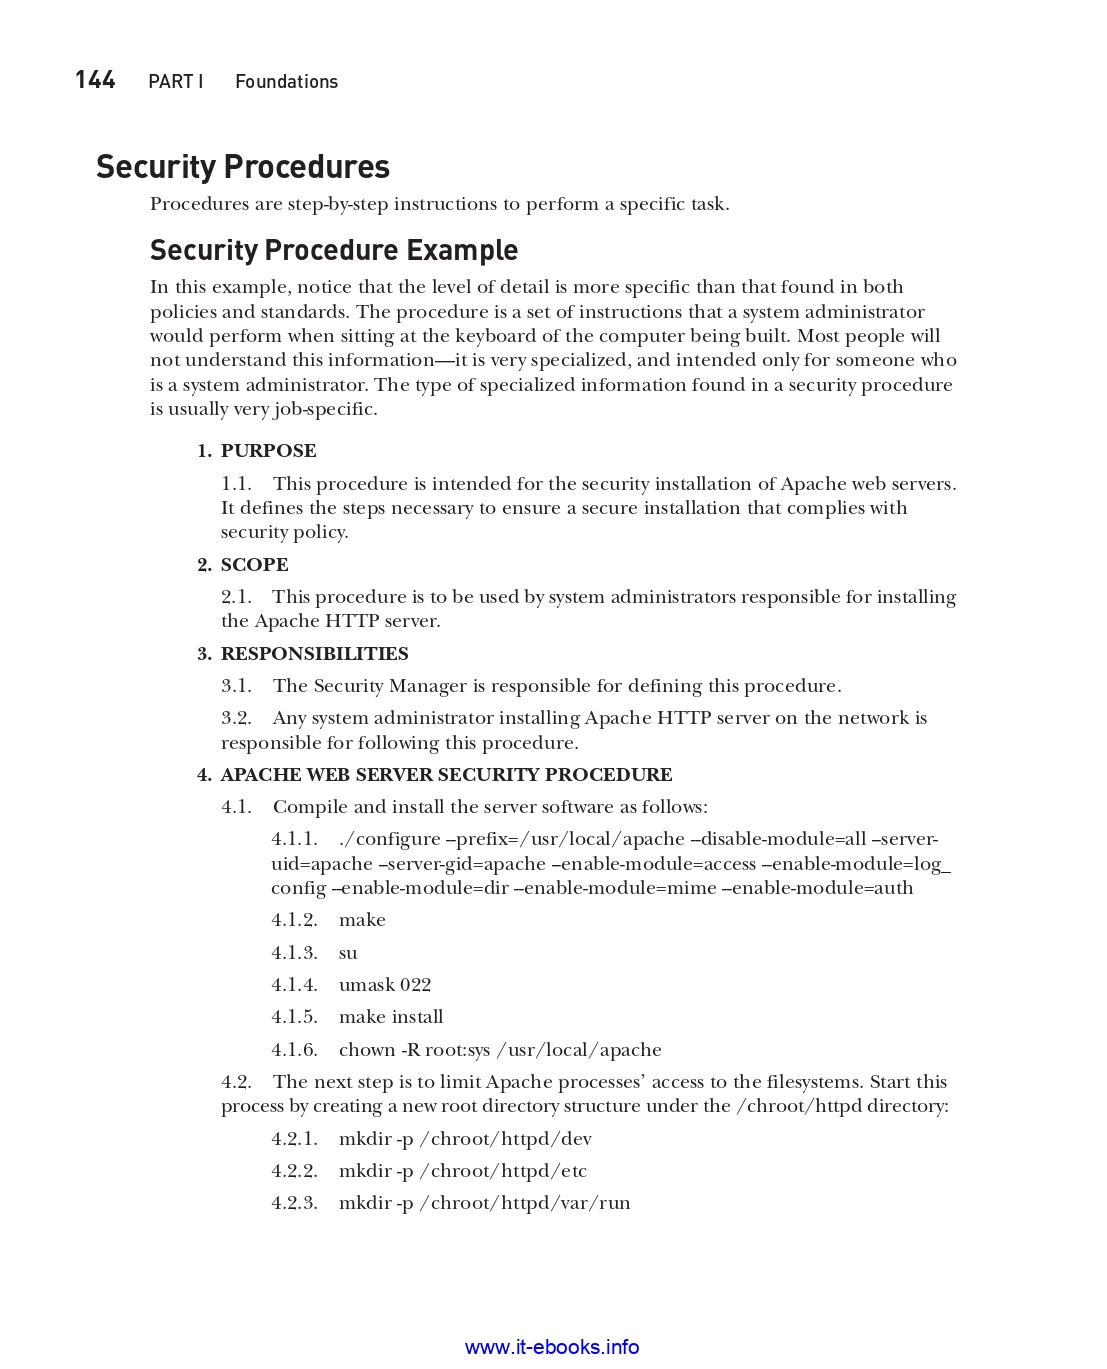 144 PART I Foundations
Security Procedures
Procedures are step-by-step instructions to perform a specific task.
Security Procedure Example
In this example, notice that the level of detail is more specific than that found in both
policies and standards. The procedure is a set of instructions that a system administrator
would perform when sitting at the keyboard of the computer being built. Most people will
not understand this information—it is very specialized, and intended only for someone who
is a system administrator. The type of specialized information found in a security procedure
is usually very job-specific.
1. PURPOSE
1.1. This procedure is intended for the security installation of Apache web servers.
It defines the steps necessary to ensure a secure installation that complies with
security policy.
2. SCOPE
2.1. This procedure is to be used by system administrators responsible for installing
the Apache HTTP server.
3. RESPONSIBILITIES
3.1. The Security Manager is responsible for defining this procedure.
3.2. Any system administrator installing Apache HTTP server on the network is
responsible for following this procedure.
4. APACHE WEB SERVER SECURITY PROCEDURE
4.1. Compile and install the server software as follows:
4.1.1. ./configure –prefix=/usr/local/apache –disable-module=all –server-
uid=apache –server-gid=apache –enable-module=access –enable-module=log_
config –enable-module=dir –enable-module=mime –enable-module=auth
4.1.2. make
4.1.3. su
4.1.4. umask 022
4.1.5. make install
4.1.6. chown -R root:sys /usr/local/apache
4.2. The next step is to limit Apache processes’ access to the filesystems. Start this
process by creating a new root directory structure under the /chroot/httpd directory:
4.2.1. mkdir -p /chroot/httpd/dev
4.2.2. mkdir -p /chroot/httpd/etc
4.2.3. mkdir -p /chroot/httpd/var/run
www.it-ebooks.info